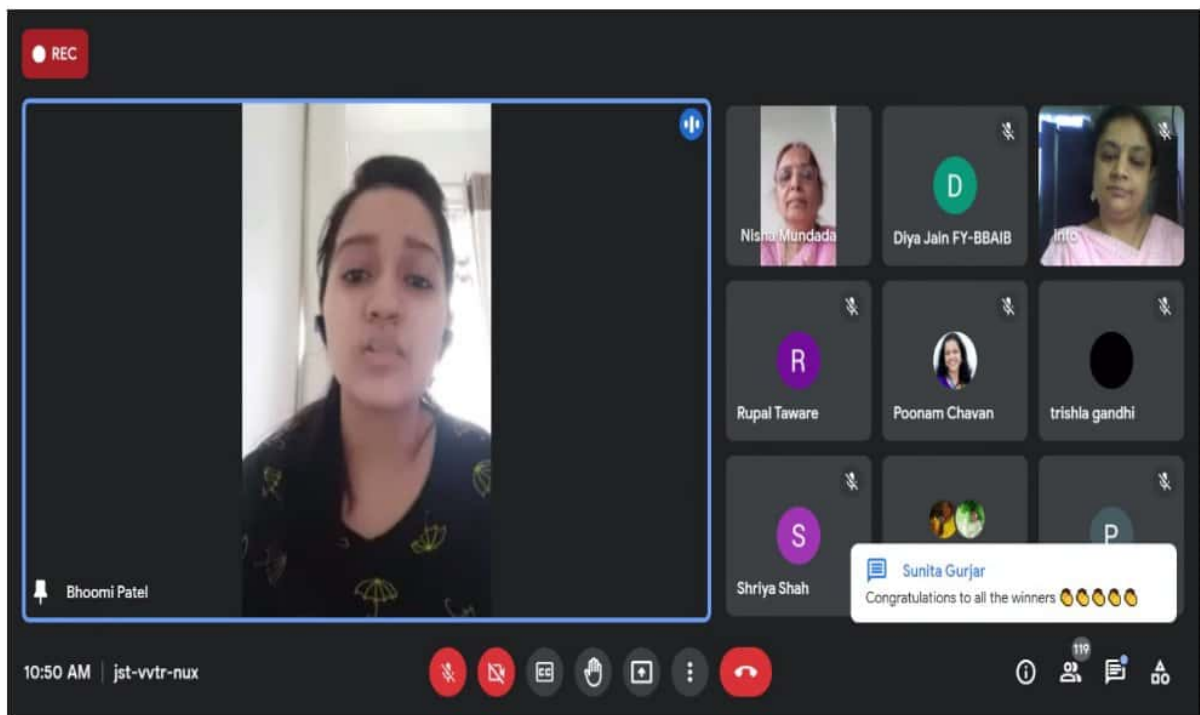 REC
Bhoomi Patel
Nisha Mundada
D
Diya Jain FY-BBAIB
info
R
Rupal Taware
Poonam Chavan
trishla gandhi
S
Shriya Shah
P
Sunita Gurjar
Congratulations to all the winners 👏👏👏👏👏
10:50 AM | jst-vvtr-nux
CC
119